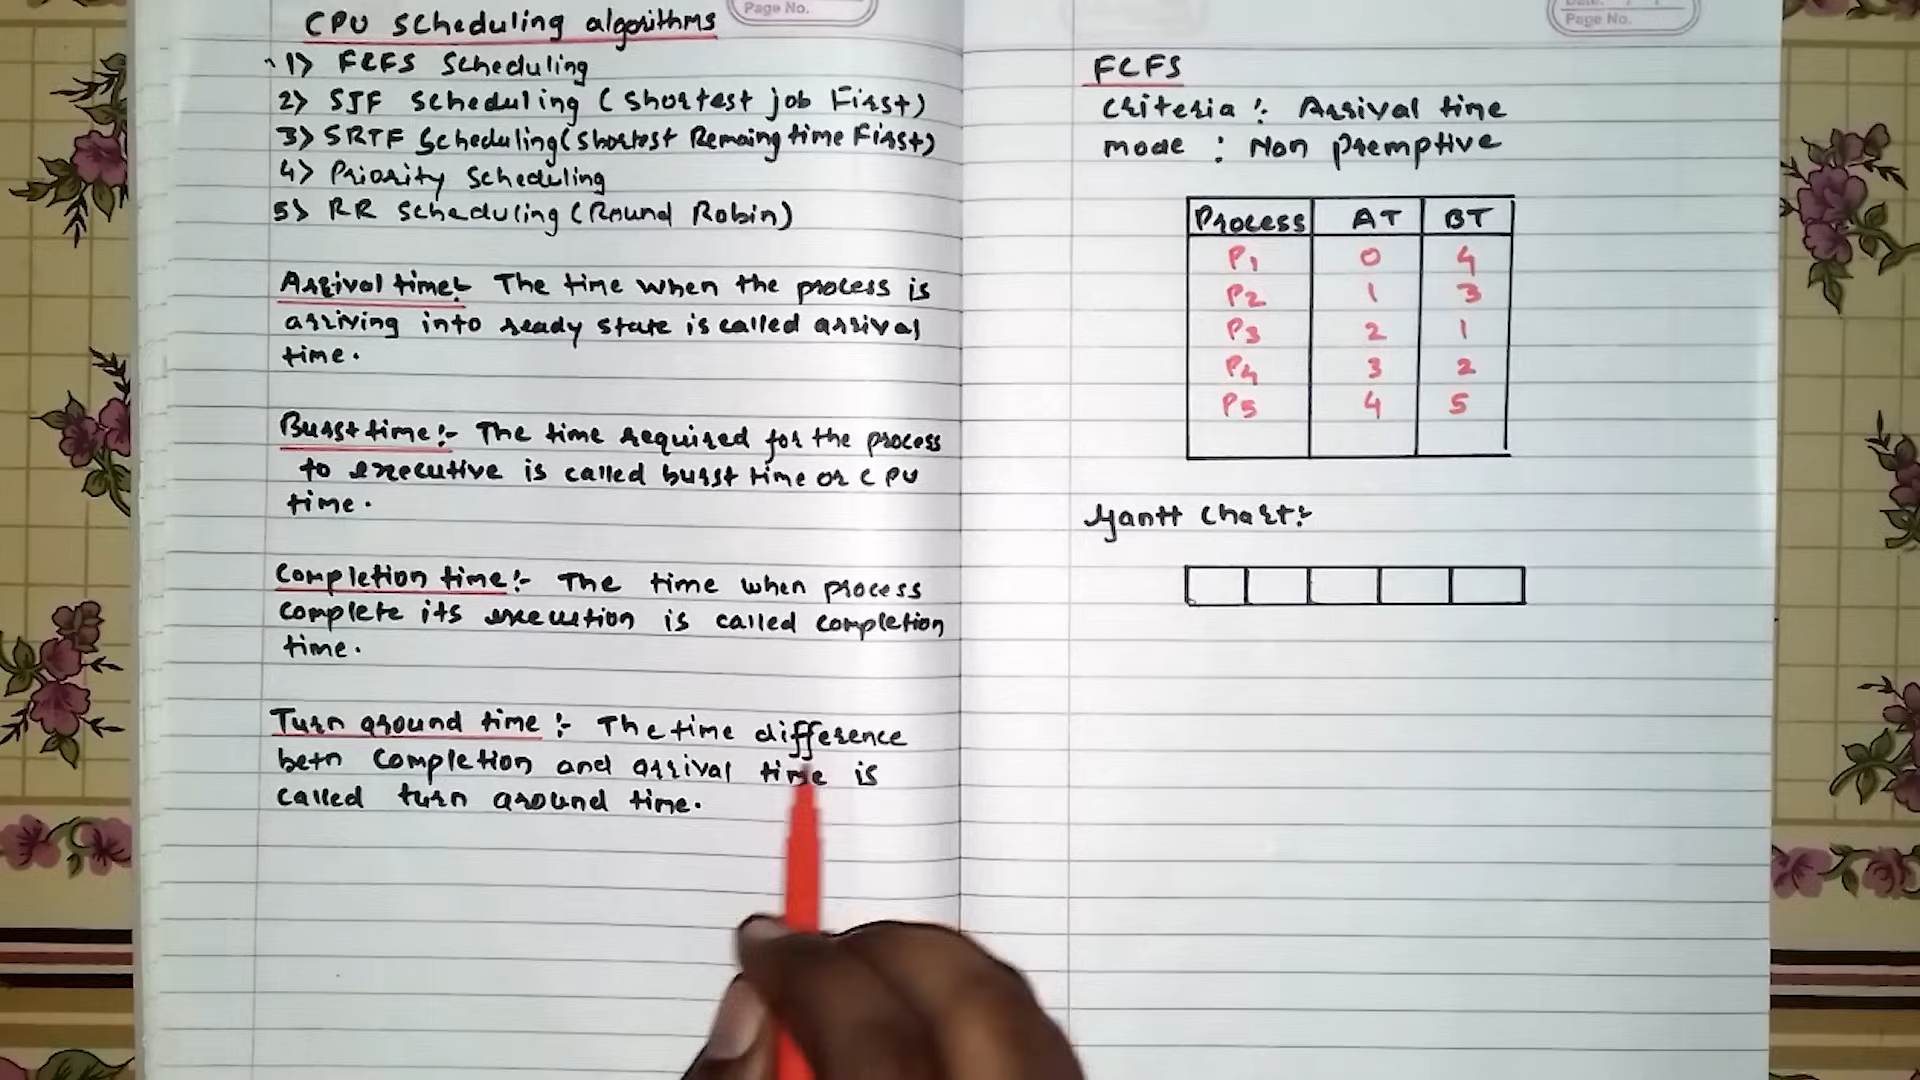 Page No.
CPU scheduling algorithms
1> FCFS Scheduling
2> SJF scheduling (shortest job First)
3> SRTF Scheduling(shortest Remaing time First)
4> Priority scheduling
5> RR scheduling (Round Robin)
Arrival time:- The time when the process is
arriving into ready state is called arrival
time.
Burst time:- The time required for the process
to executive is called burst time or CPU
time.
Completion time:- The time when process
complete its execution is called completion
time.
Turn around time:- The time difference
betn completion and arrival time is
called turn around time.
Date.
Page No.
FCFS
Criteria : Arrival time
mode : Non Premptive
Process AT BT
P1 0 4
P2 1 3
P3 2 1
P4 3 2
P5 4 5
Gantt Chart: